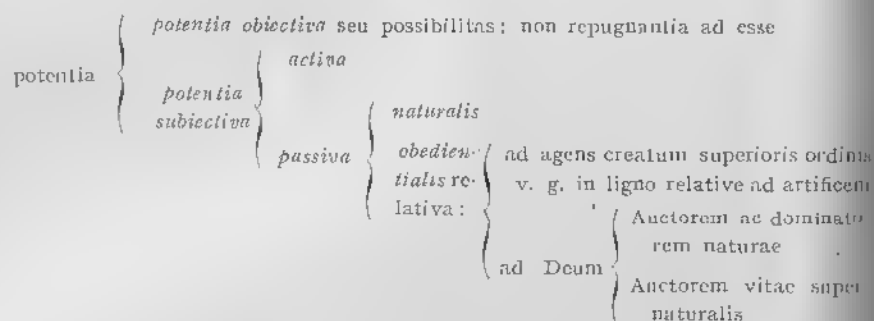 potentia obiectiva seu possibilitas: non repugnantia ad esse
potentia
activa
potentia
subiectiva
naturalis
passiva
obedien-
tialis re-
lativa:
ad agens creatum superioris ordinis
v. g. in ligno relative ad artificem
Auctorem ac dominato
rem naturae
ad Deum
Auctorem vitae super
naturalis